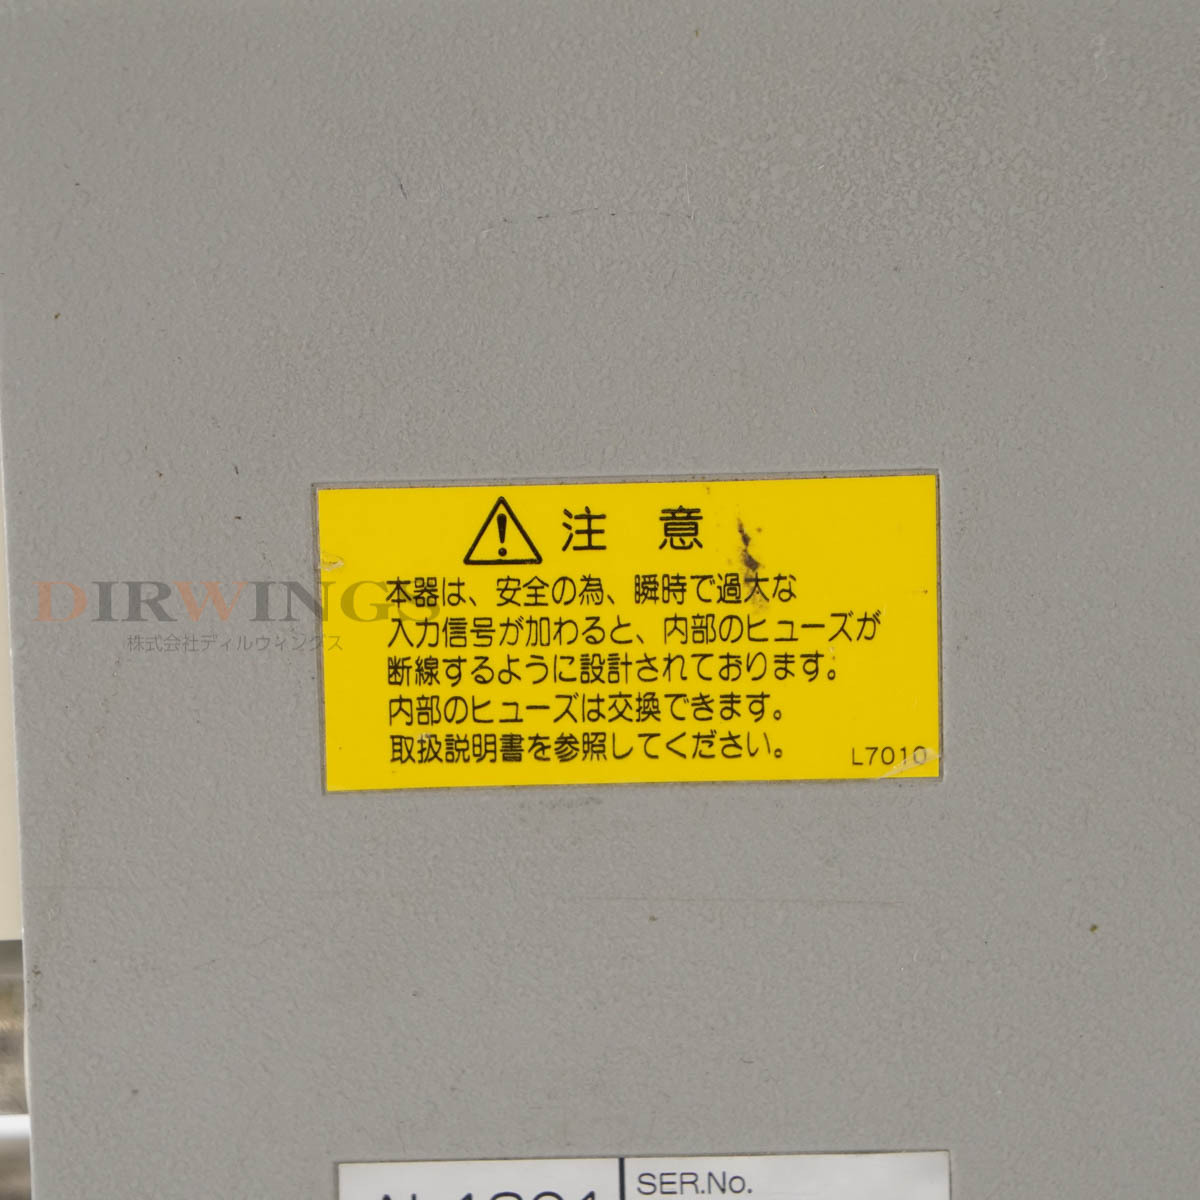 注 意
本器は、安全の為、瞬時で過大な
入力信号が加わると、内部のヒューズが
断線するように設計されております。
内部のヒューズは交換できます。
取扱説明書を参照してください。
L7010
DIRWINGS
株式会社ディルウィングス
SER.No.